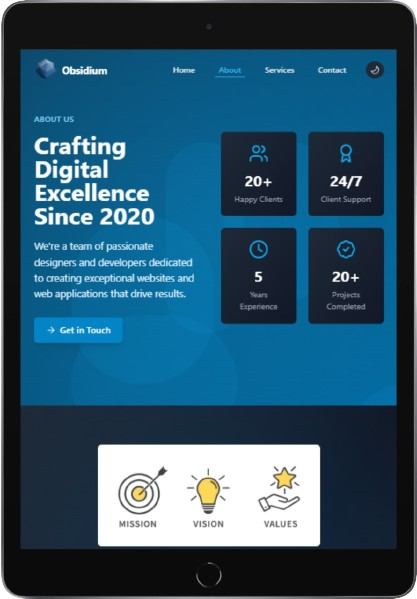 Obsidium
Home
About
Services
Contact
ABOUT US
Crafting
Digital
Excellence
Since 2020
We're a team of passionate
designers and developers dedicated
to creating exceptional websites and
web applications that drive results.
Get in Touch
20+
Happy Clients
24/7
Client Support
5
Years
Experience
20+
Projects
Completed
MISSION
VISION
VALUES